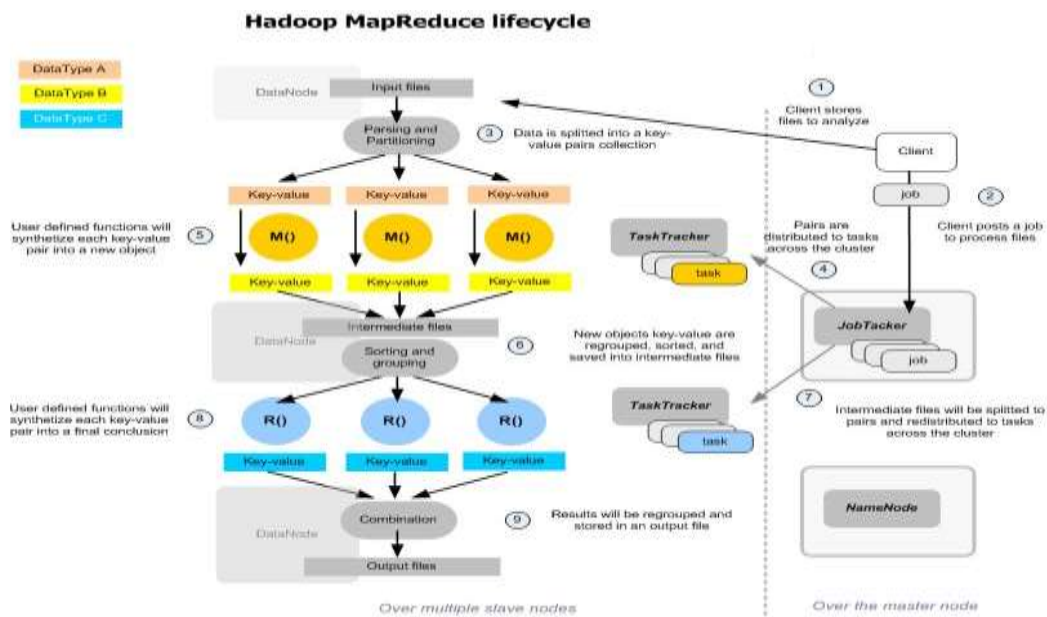 Hadoop MapReduce lifecycle
DataType A
DataType B
DataType C
DataNode
Input files
1
Client stores
files to analyze
Parsing and
Partitioning
3
Data is splitted into a key-
value pairs collection
Client
job
2
Client posts a job
to process files
Key-value
Key-value
Key-value
User defined functions will
synthetize each key-value
pair into a new object
5
M()
M()
M()
TaskTracker
task
Pairs are
distributed to tasks
across the cluster
4
Key-value
Key-value
Key-value
DataNode
Intermediate files
Sorting and
grouping
6
New objects key-value are
regrouped, sorted, and
saved into intermediate files
JobTacker
job
User defined functions will
synthetize each key-value
pair into a final conclusion
8
R()
R()
R()
TaskTracker
task
7
Intermediate files will be splitted to
pairs and redistributed to tasks
across the cluster
Key-value
Key-value
Key-value
DataNode
Combination
9
Results will be regrouped and
stored in an output file
NameNode
Output files
Over multiple slave nodes
Over the master node